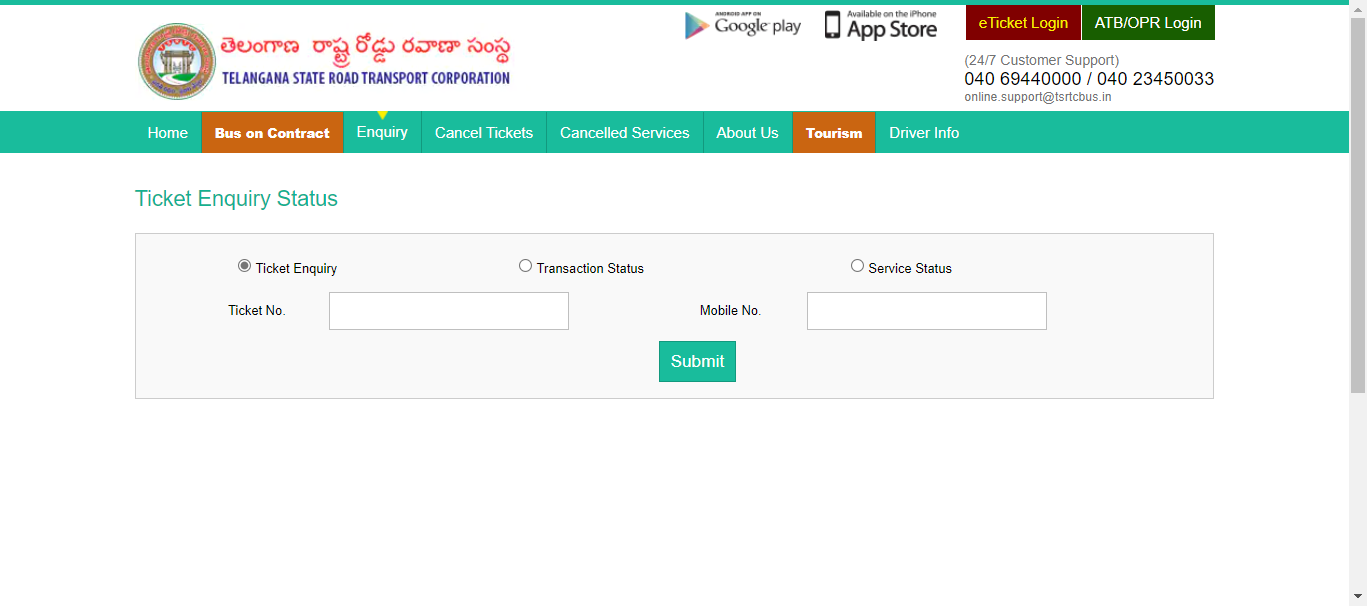 తెలంగాణ రాష్ట్ర రోడ్డు రవాణా సంస్థ
TELANGANA STATE ROAD TRANSPORT CORPORATION
ANDROID APP ON
Google play
Available on the iPhone
App Store
eTicket Login
ATB/OPR Login
(24/7 Customer Support)
040 69440000 / 040 23450033
online.support@tsrtcbus.in
Home Bus on Contract Enquiry Cancel Tickets Cancelled Services About Us Tourism Driver Info
Ticket Enquiry Status
Ticket Enquiry Transaction Status Service Status
Ticket No. Mobile No.
Submit